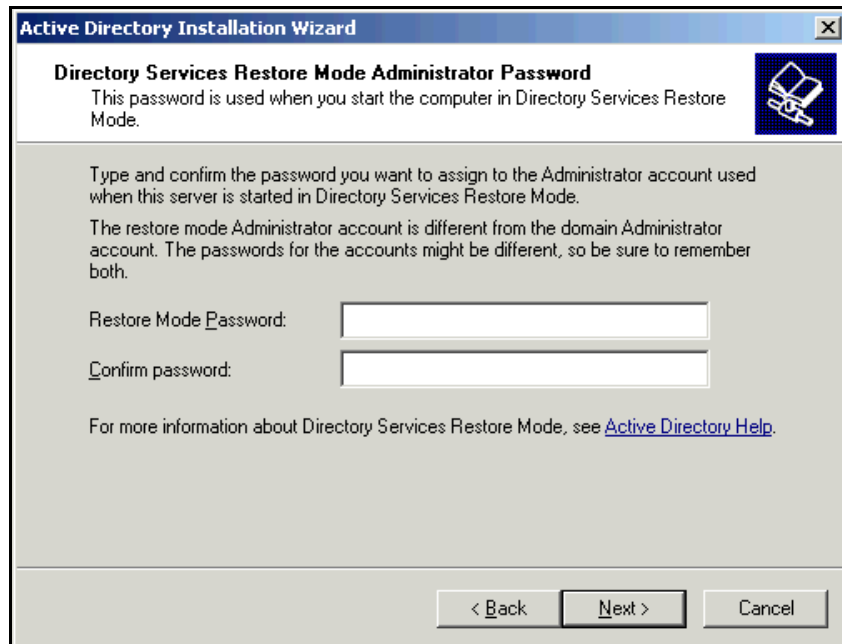 Active Directory Installation Wizard
Directory Services Restore Mode Administrator Password
This password is used when you start the computer in Directory Services Restore
Mode.
Type and confirm the password you want to assign to the Administrator account used
when this server is started in Directory Services Restore Mode.
The restore mode Administrator account is different from the domain Administrator
account. The passwords for the accounts might be different, so be sure to remember
both.
Restore Mode Password:
Confirm password:
For more information about Directory Services Restore Mode, see Active Directory Help.
< Back Next > Cancel